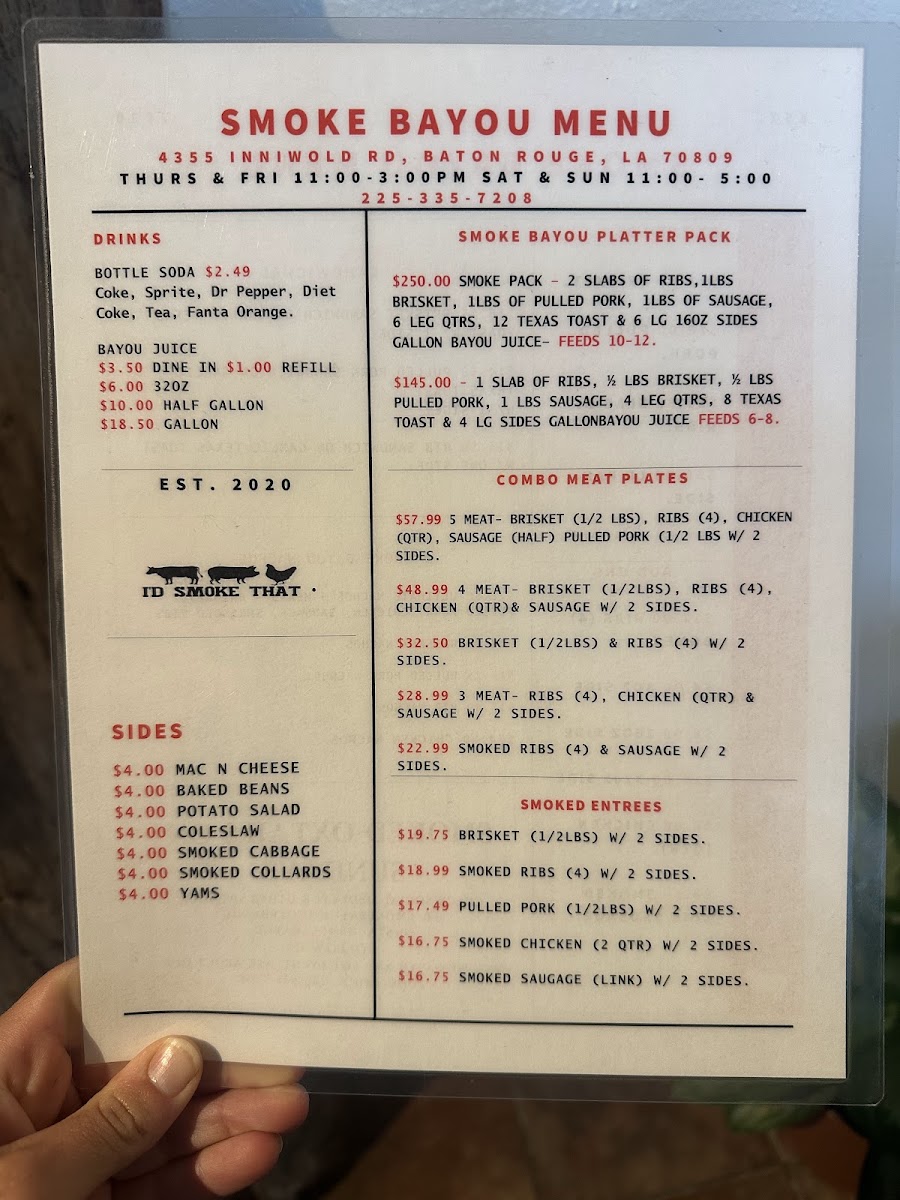 SMOKE BAYOU MENU
4355 INNIWOLD RD, BATON ROUGE, LA 70809
THURS & FRI 11:00-3:00PM SAT & SUN 11:00- 5:00
225-335-7208
DRINKS
BOTTLE SODA $2.49
Coke, Sprite, Dr Pepper, Diet
Coke, Tea, Fanta Orange.
BAYOU JUICE
$3.50 DINE IN $1.00 REFILL
$6.00 32OZ
$10.00 HALF GALLON
$18.50 GALLON
EST. 2020
I'D SMOKE THAT .
SIDES
$4.00 MAC N CHEESE
$4.00 BAKED BEANS
$4.00 POTATO SALAD
$4.00 COLESLAW
$4.00 SMOKED CABBAGE
$4.00 SMOKED COLLARDS
$4.00 YAMS
SMOKE BAYOU PLATTER PACK
$250.00 SMOKE PACK - 2 SLABS OF RIBS,1LBS
BRISKET, 1LBS OF PULLED PORK, 1LBS OF SAUSAGE,
6 LEG QTRS, 12 TEXAS TOAST & 6 LG 16OZ SIDES
GALLON BAYOU JUICE- FEEDS 10-12.
$145.00 - 1 SLAB OF RIBS, ½ LBS BRISKET, ½ LBS
PULLED PORK, 1 LBS SAUSAGE, 4 LEG QTRS, 8 TEXAS
TOAST & 4 LG SIDES GALLONBAYOU JUICE FEEDS 6-8.
COMBO MEAT PLATES
$57.99 5 MEAT- BRISKET (1/2 LBS), RIBS (4), CHICKEN
(QTR), SAUSAGE (HALF) PULLED PORK (1/2 LBS W/ 2
SIDES.
$48.99 4 MEAT- BRISKET (1/2LBS), RIBS (4),
CHICKEN (QTR)& SAUSAGE W/ 2 SIDES.
$32.50 BRISKET (1/2LBS) & RIBS (4) W/ 2
SIDES.
$28.99 3 MEAT- RIBS (4), CHICKEN (QTR) &
SAUSAGE W/ 2 SIDES.
$22.99 SMOKED RIBS (4) & SAUSAGE W/ 2
SIDES.
SMOKED ENTREES
$19.75 BRISKET (1/2LBS) W/ 2 SIDES.
$18.99 SMOKED RIBS (4) W/ 2 SIDES.
$17.49 PULLED PORK (1/2LBS) W/ 2 SIDES.
$16.75 SMOKED CHICKEN (2 QTR) W/ 2 SIDES.
$16.75 SMOKED SAUGAGE (LINK) W/ 2 SIDES.